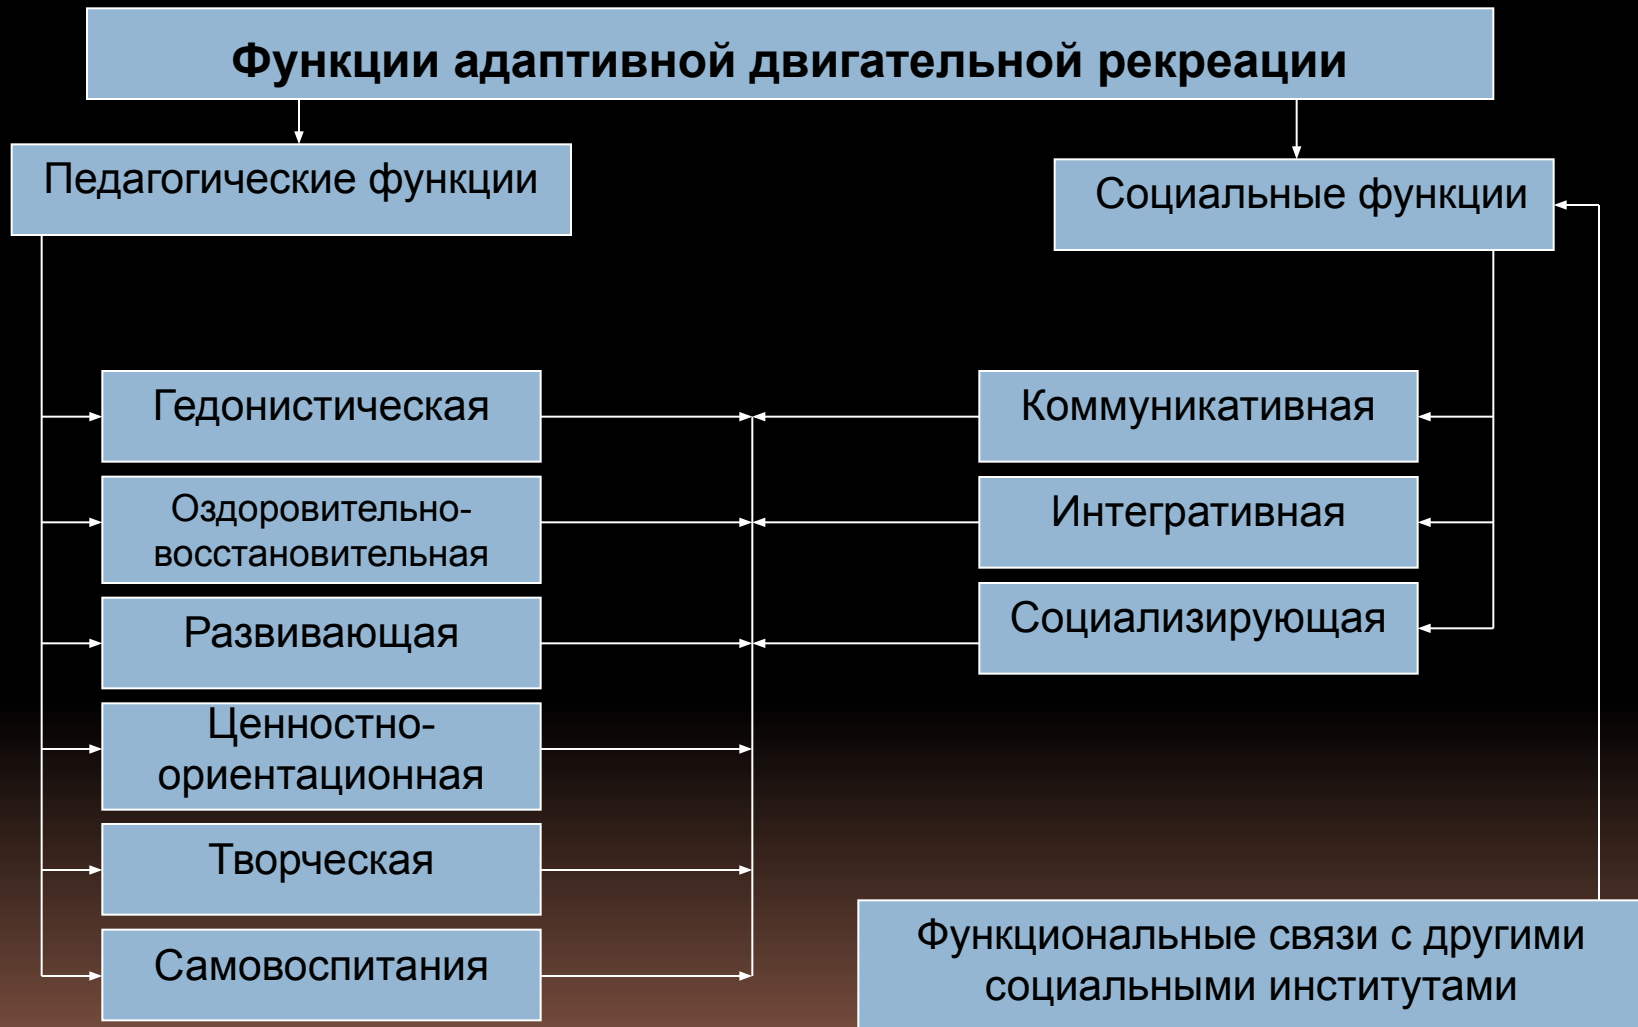 Функции адаптивной двигательной рекреации
Педагогические функции
Социальные функции
Гедонистическая
Оздоровительно-
восстановительная
Развивающая
Ценностно-
ориентационная
Творческая
Самовоспитания
Коммуникативная
Интегративная
Социализирующая
Функциональные связи с другими
социальными институтами